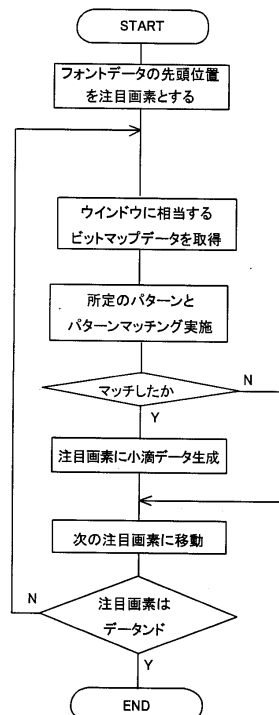 START
フォントデータの先頭位置
を注目画素とする
ウインドウに相当する
ビットマップデータを取得
所定のパターンと
パターンマッチング実施
マッチしたか
N
Y
注目画素に小滴データ生成
次の注目画素に移動
N
注目画素は
データンド
Y
END